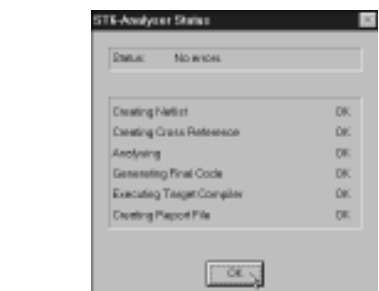 ST6-Analyser Status
Status: No errors.
Creating Netlist OK
Creating Cross Reference OK
Analysing OK
Generating Final Code OK
Executing Target Compiler OK
Creating Report File OK
OK